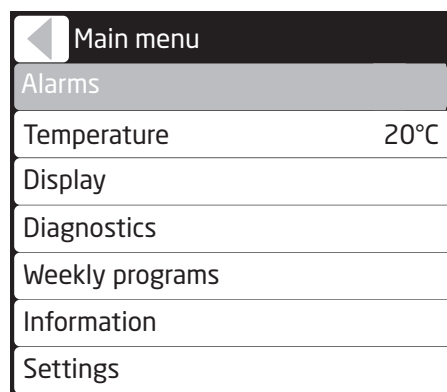 Main menu
Alarms
Temperature 20°C
Display
Diagnostics
Weekly programs
Information
Settings